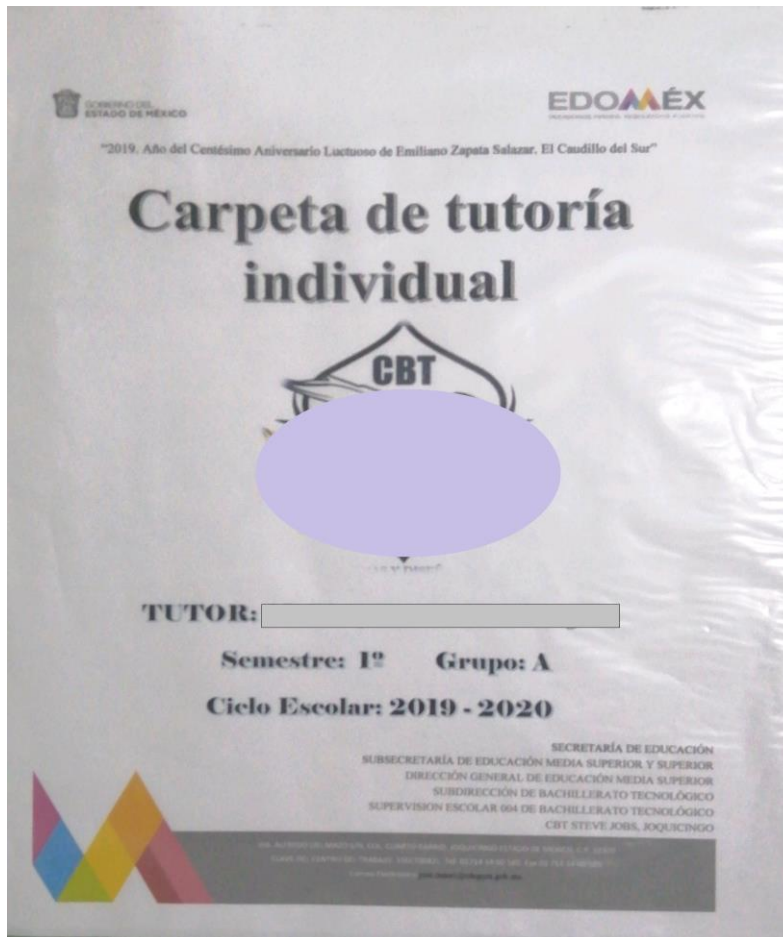 GOBIERNO DEL
ESTADO DE MÉXICO
EDOMÉX
"2019. Año del Centésimo Aniversario Luctuoso de Emiliano Zapata Salazar. El Caudillo del Sur"
Carpeta de tutoría
individual
CBT
TUTOR:
Semestre: 1º Grupo: A
Ciclo Escolar: 2019 - 2020
SECRETARÍA DE EDUCACIÓN
SUBSECRETARÍA DE EDUCACIÓN MEDIA SUPERIOR Y SUPERIOR
DIRECCIÓN GENERAL DE EDUCACIÓN MEDIA SUPERIOR
SUBDIRECCIÓN DE BACHILLERATO TECNOLÓGICO
SUPERVISION ESCOLAR 004 DE BACHILLERATO TECNOLÓGICO
CBT STEVE JOBS, JOQUICINGO